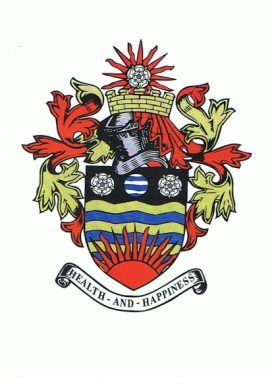 HEALTH - AND - HAPPINESS